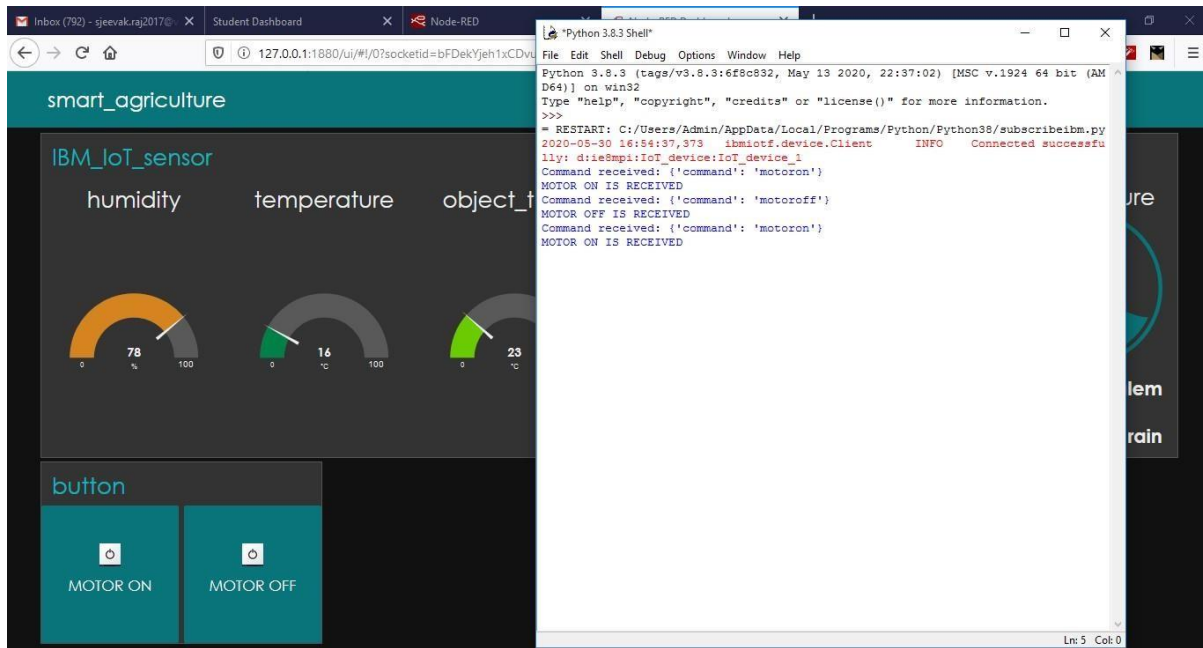 Inbox (792) - sjeevak.raj2017@
Student Dashboard
Node-RED
127.0.0.1:1880/ui/#!/0?socketid=bFDekYjeh1xCDvu
smart_agriculture
IBM_IoT_sensor
humidity
temperature
object_t
78
%
0
100
16
°C
0
100
23
°C
0
ure
lem
rain
button
MOTOR ON
MOTOR OFF
*Python 3.8.3 Shell*
File Edit Shell Debug Options Window Help
Python 3.8.3 (tags/v3.8.3:6f8c832, May 13 2020, 22:37:02) [MSC v.1924 64 bit (AM
D64)] on win32
Type "help", "copyright", "credits" or "license()" for more information.
>>>
= RESTART: C:/Users/Admin/AppData/Local/Programs/Python/Python38/subscribeibm.py
2020-05-30 16:54:37,373 ibmiotf.device.Client INFO Connected successfu
lly: d:ie8mpi:IoT_device:IoT_device_1
Command received: {'command': 'motoron'}
MOTOR ON IS RECEIVED
Command received: {'command': 'motoroff'}
MOTOR OFF IS RECEIVED
Command received: {'command': 'motoron'}
MOTOR ON IS RECEIVED
Ln: 5 Col: 0